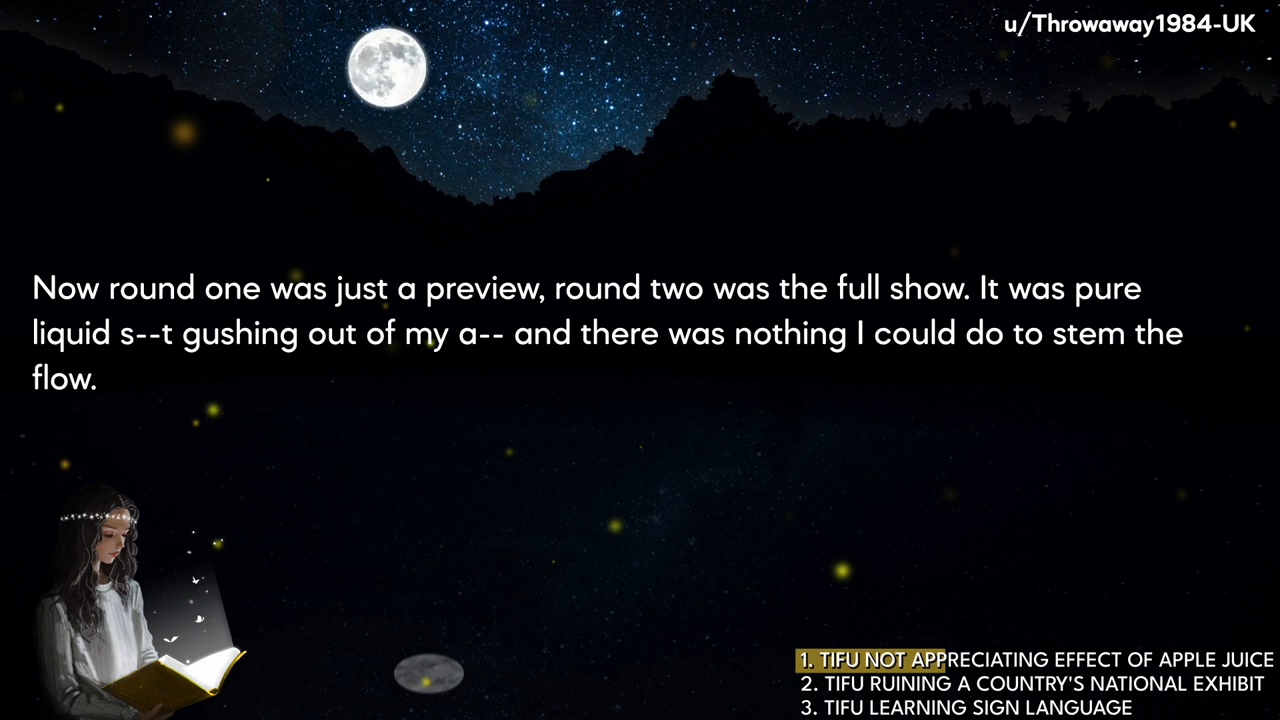 u/Throwaway1984-UK
Now round one was just a preview, round two was the full show. It was pure
liquid s--t gushing out of my a-- and there was nothing I could do to stem the
flow.
1. TIFU NOT APPRECIATING EFFECT OF APPLE JUICE
2. TIFU RUINING A COUNTRY'S NATIONAL EXHIBIT
3. TIFU LEARNING SIGN LANGUAGE